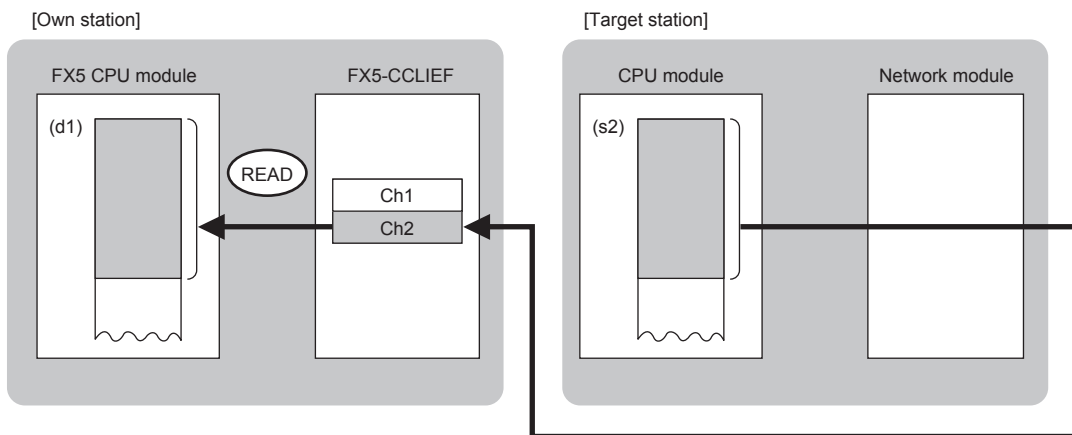 [Own station]
[Target station]
FX5 CPU module
FX5-CCLIEF
CPU module
Network module
(d1)
(s2)
READ
Ch1
Ch2